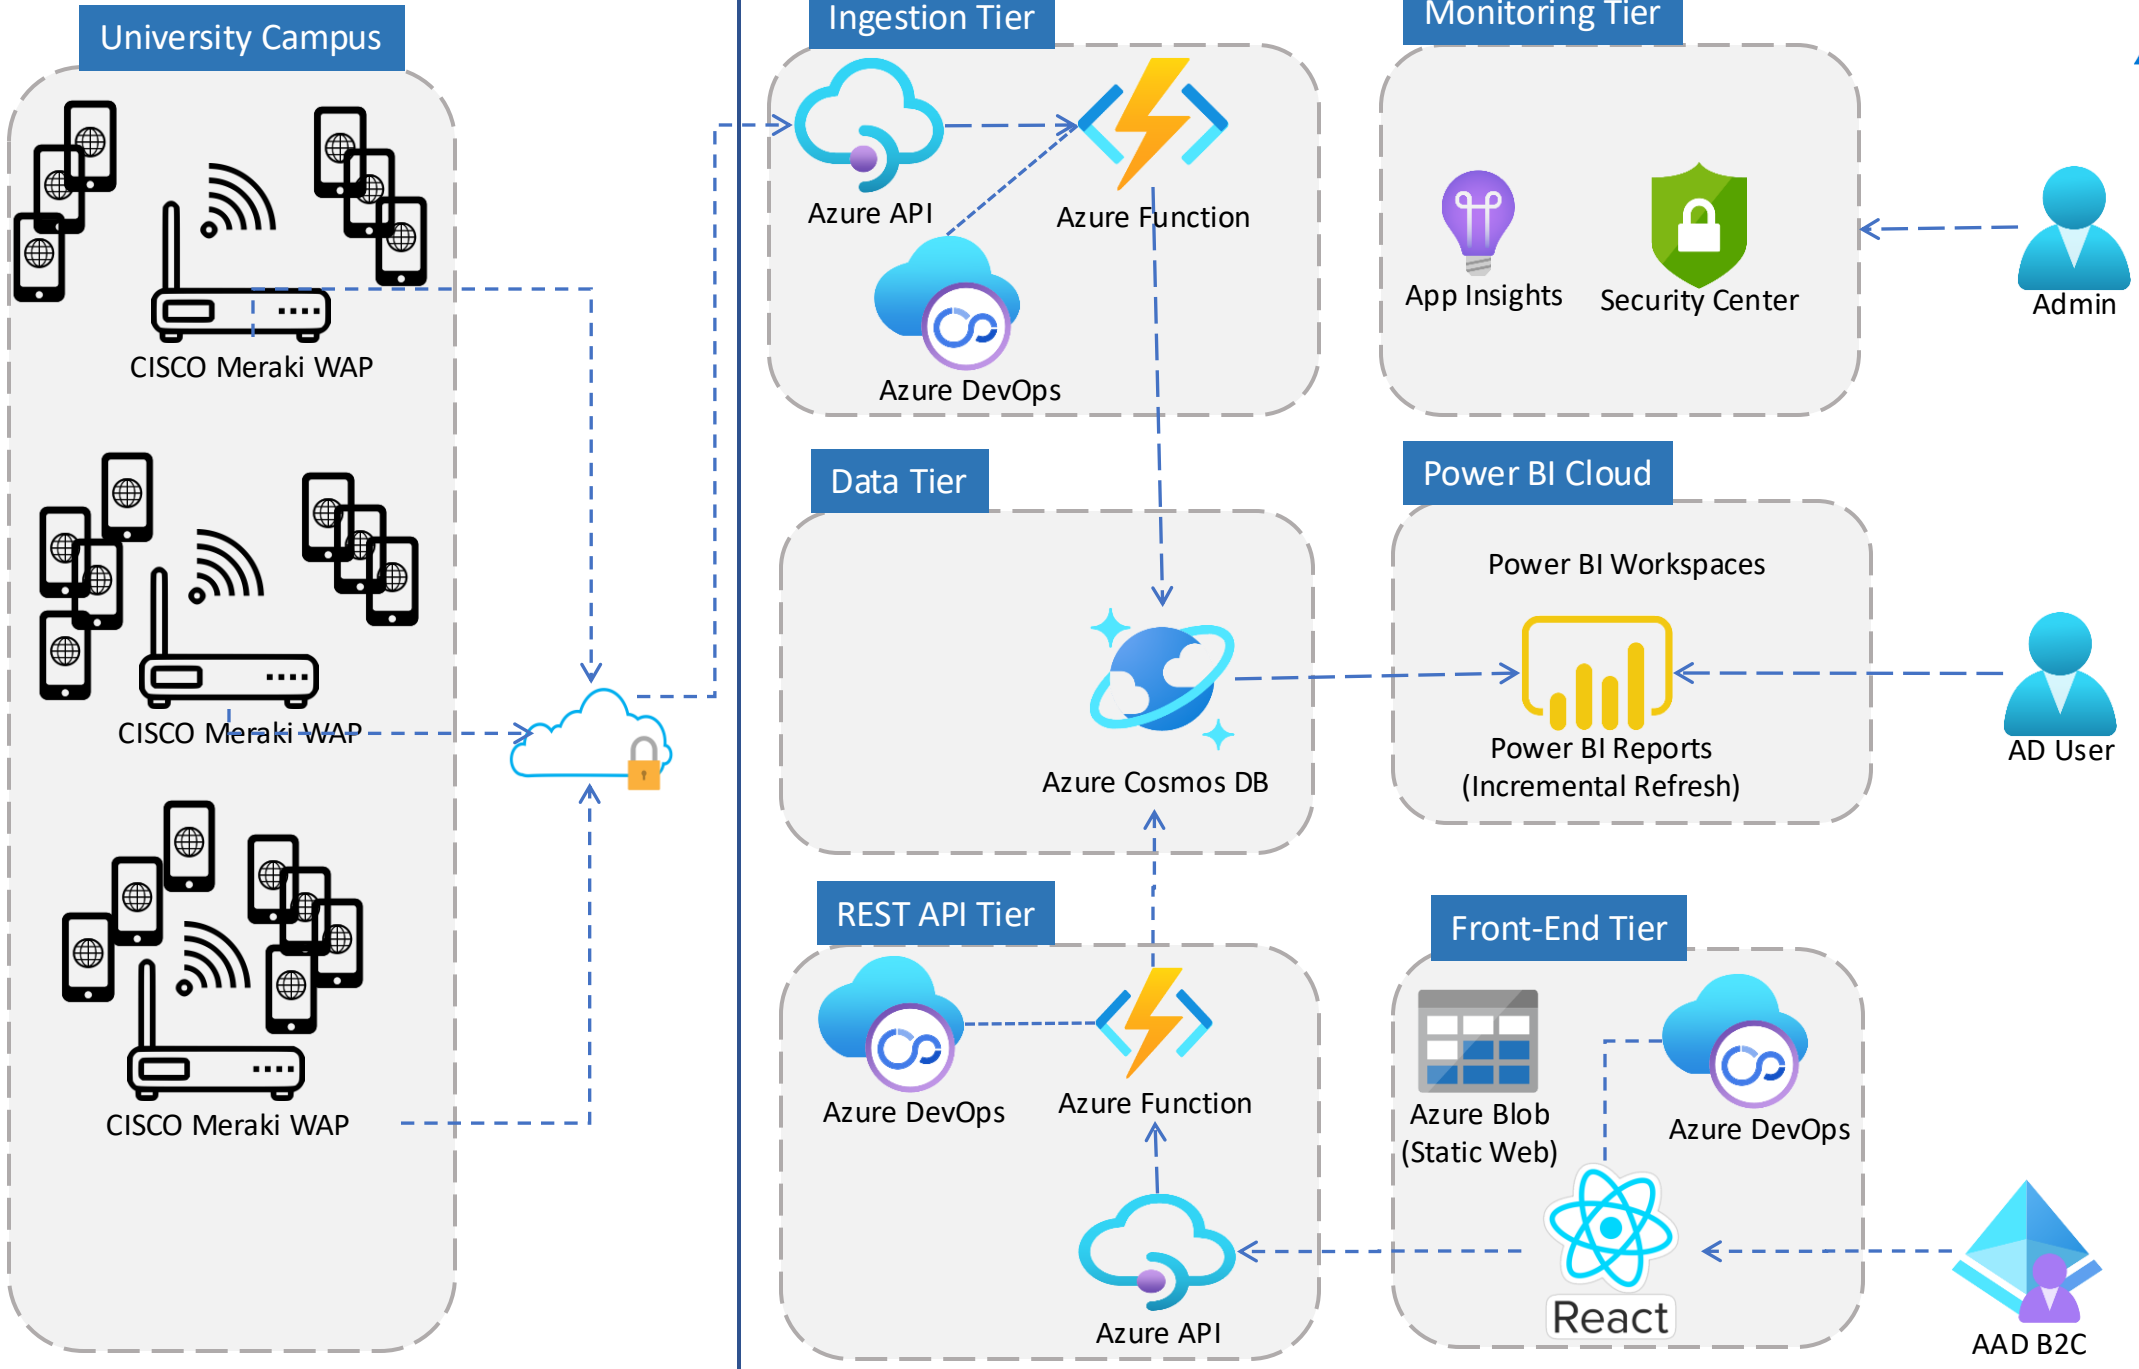 University Campus
CISCO Meraki WAP
CISCO Meraki WAP
CISCO Meraki WAP
Ingestion Tier
Azure API
Azure Function
Azure DevOps
Monitoring Tier
App Insights
Security Center
Admin
Data Tier
Azure Cosmos DB
Power BI Cloud
Power BI Workspaces
Power BI Reports
(Incremental Refresh)
AD User
REST API Tier
Azure DevOps
Azure Function
Azure API
Front-End Tier
Azure Blob
(Static Web)
Azure DevOps
React
AAD B2C